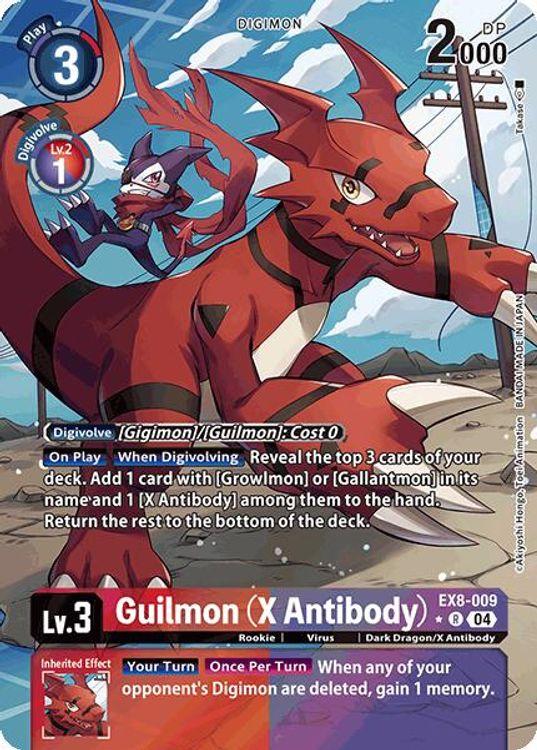 DIGIMON
Play
3
DP
2000
Digivolve
Lv.2
1
Takase
Digivolve [Gigimon]/[Guilmon]: Cost 0
On Play When Digivolving Reveal the top 3 cards of your
deck. Add 1 card with [Growlmon] or [Gallantmon] in its
name and 1 [X Antibody] among them to the hand.
Return the rest to the bottom of the deck.
©Akiyoshi Hongo, Toei Animation BANDAI MADE IN JAPAN
Lv.3
Guilmon (X Antibody)
EX8-009
R 04
Rookie | Virus | Dark Dragon/X Antibody
Inherited Effect
Your Turn Once Per Turn When any of your
opponent's Digimon are deleted, gain 1 memory.